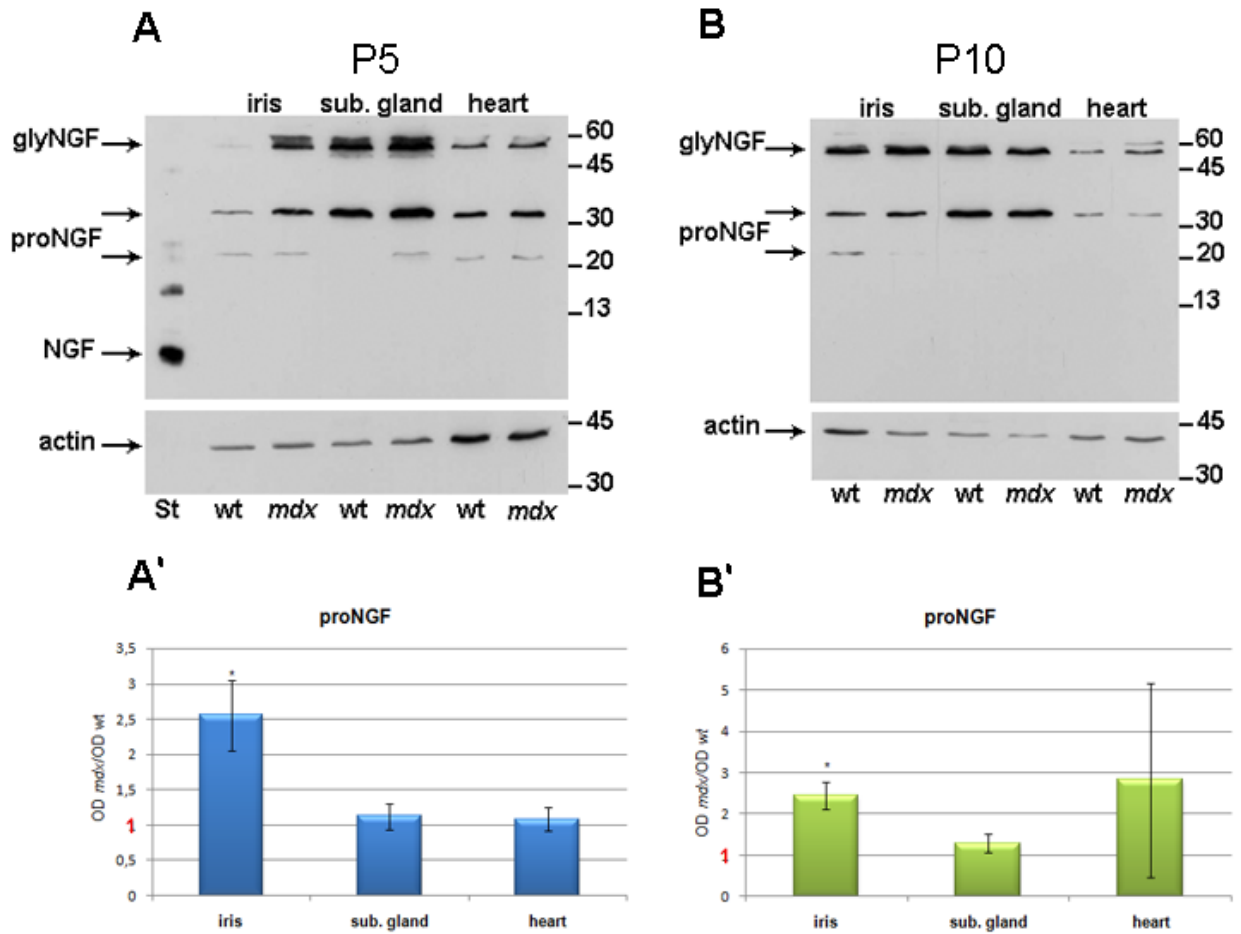 A
P5
iris sub. gland heart
glyNGF
proNGF
NGF
60
45
30
20
13
actin
45
30
St wt mdx wt mdx wt mdx
B
P10
iris sub. gland heart
glyNGF
proNGF
60
45
30
20
13
actin
45
30
wt mdx wt mdx wt mdx
A'
proNGF
OD mdx/OD wt
3,5
3
2,5
2
1,5
1
0,5
0
*
iris sub. gland heart
B'
proNGF
OD mdx/OD wt
6
5
4
3
2
1
0
*
iris sub. gland heart